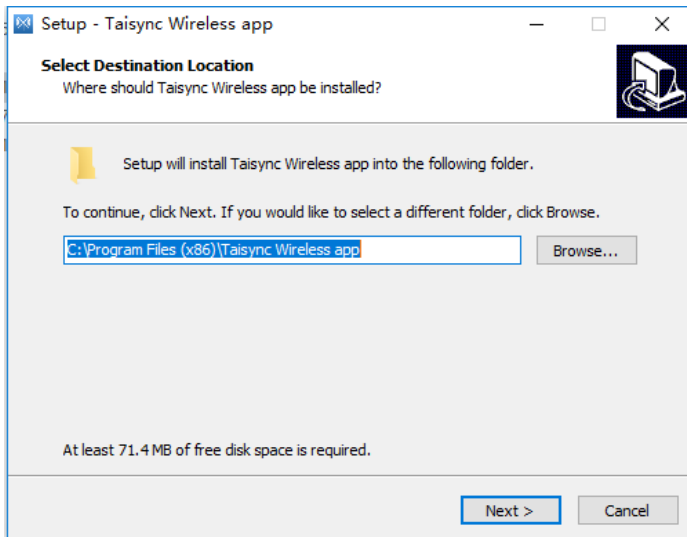 Setup - Taisync Wireless app
Select Destination Location
Where should Taisync Wireless app be installed?
Setup will install Taisync Wireless app into the following folder.
To continue, click Next. If you would like to select a different folder, click Browse.
C:\Program Files (x86)\Taisync Wireless app
Browse...
At least 71.4 MB of free disk space is required.
Next >
Cancel